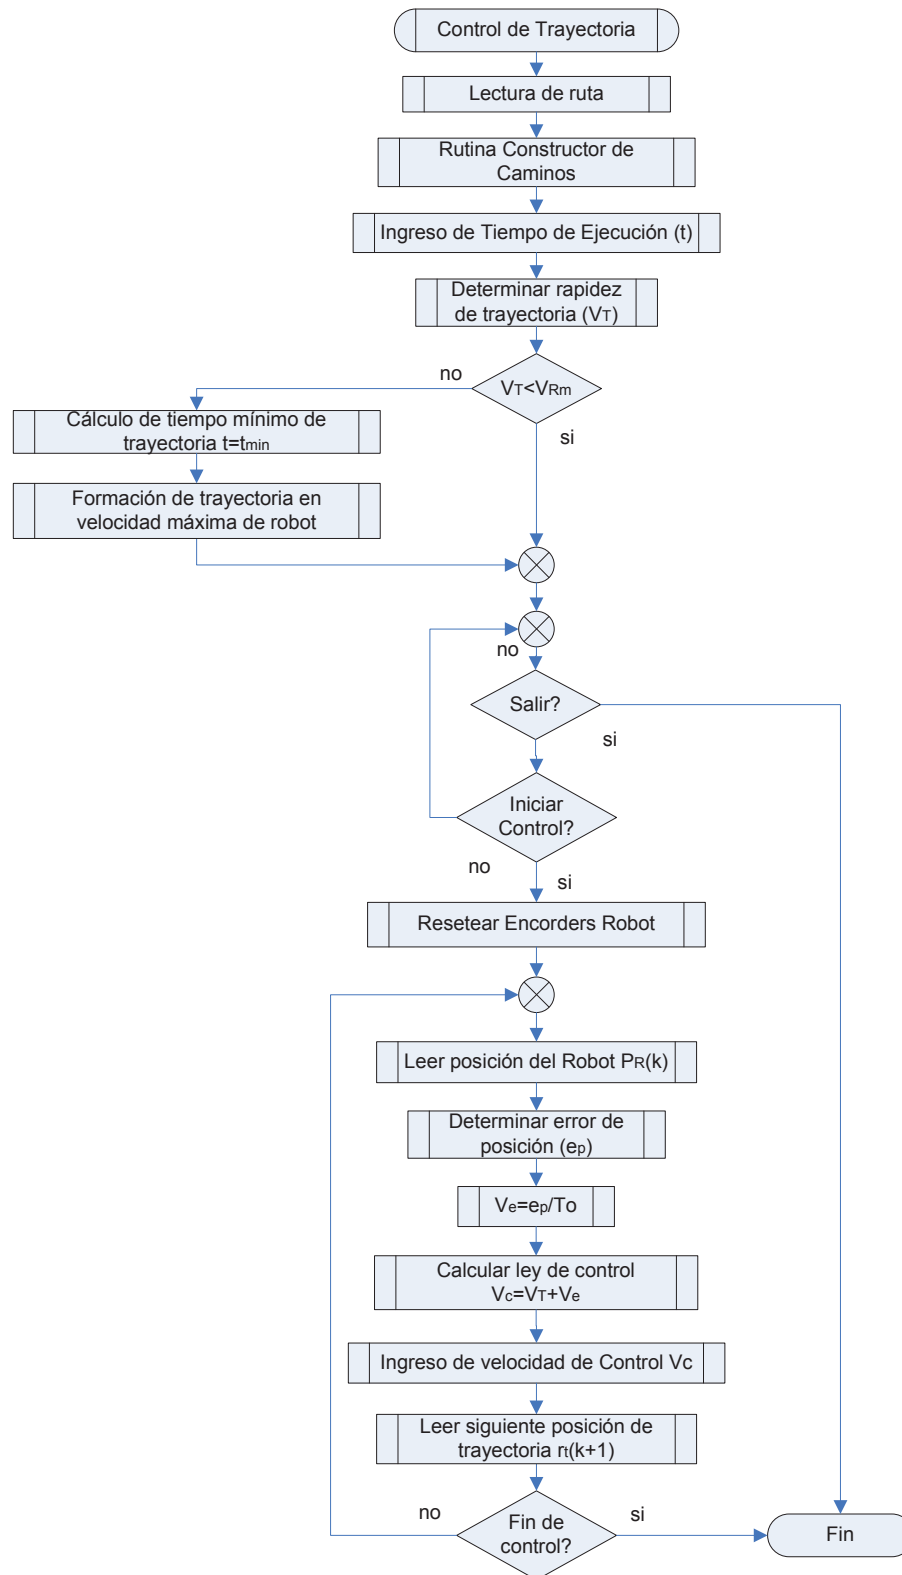 Control de Trayectoria
Lectura de ruta
Rutina Constructor de
Caminos
Ingreso de Tiempo de Ejecución (t)
Determinar rapidez
de trayectoria (VT)
no
VT<VRm
si
Cálculo de tiempo mínimo de
trayectoria t=tmin
Formación de trayectoria en
velocidad máxima de robot
no
Salir?
si
Iniciar
Control?
no
si
Resetear Encorders Robot
Leer posición del Robot PR(k)
Determinar error de
posición (ep)
Ve=ep/To
Calcular ley de control
Vc=VT+Ve
Ingreso de velocidad de Control Vc
Leer siguiente posición de
trayectoria rt(k+1)
no
Fin de
control?
si
Fin